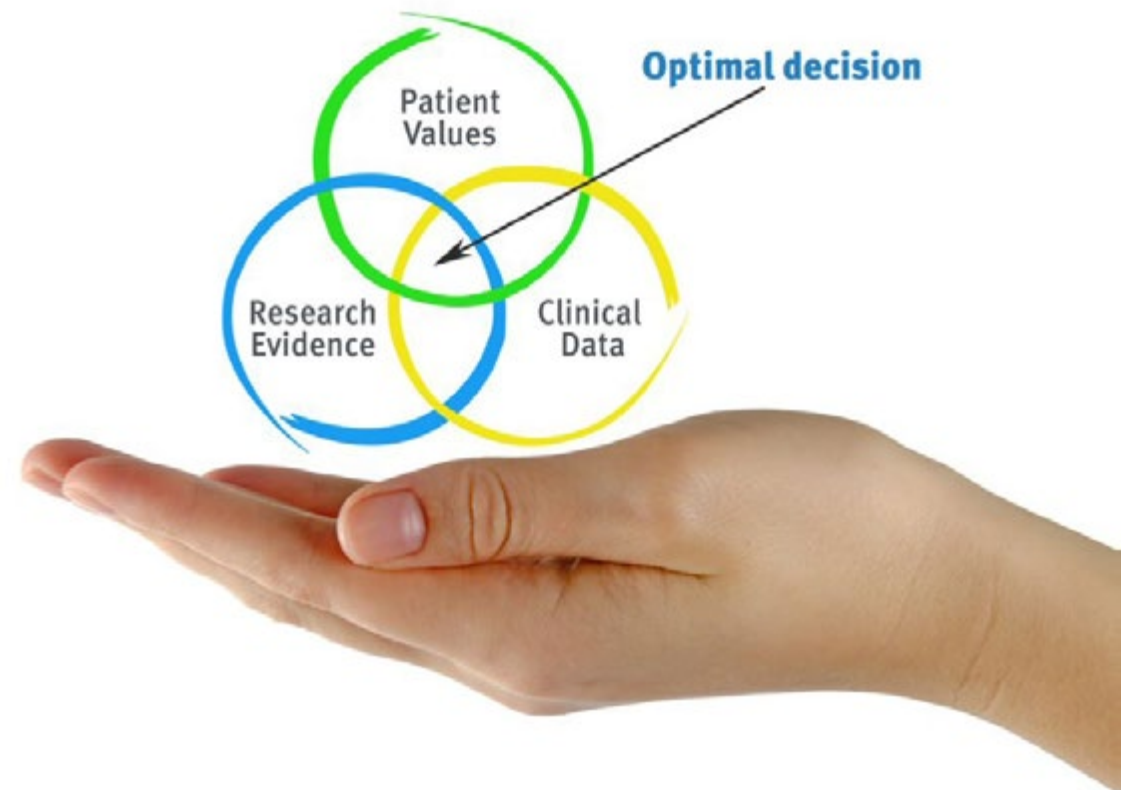 Optimal decision
Patient
Values
Research
Evidence
Clinical
Data